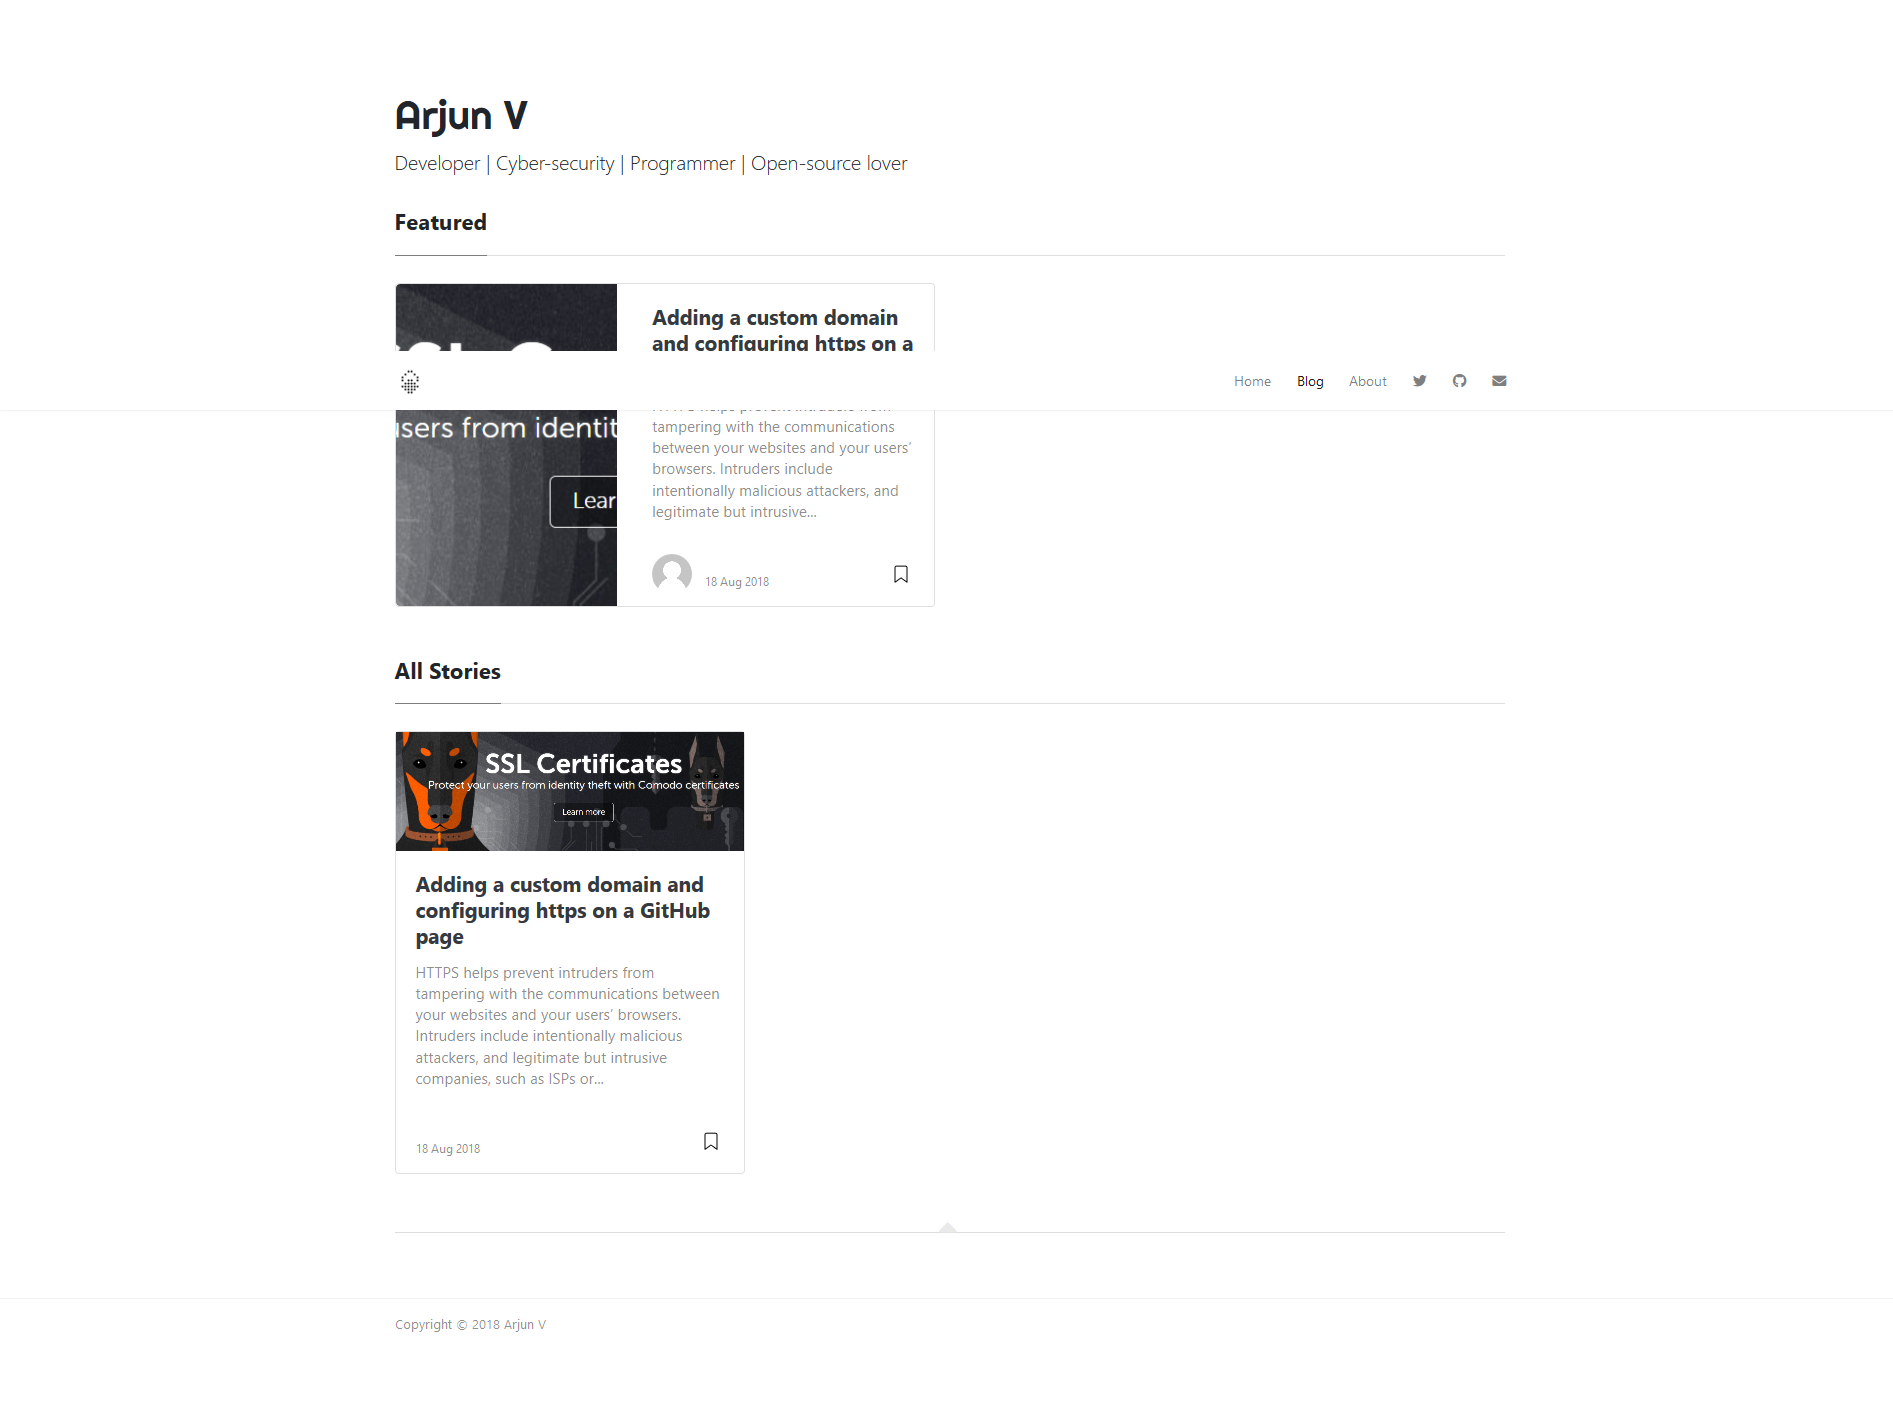 Arjun V
Developer | Cyber-security | Programmer | Open-source lover
Featured
Adding a custom domain
and configuring https on a
Home Blog About
users from identit
Lear
tampering with the communications
between your websites and your users’
browsers. Intruders include
intentionally malicious attackers, and
legitimate but intrusive...
18 Aug 2018
All Stories
SSL Certificates
Protect your users from identity theft with Comodo certificates
Learn more
Adding a custom domain and
configuring https on a GitHub
page
HTTPS helps prevent intruders from
tampering with the communications between
your websites and your users’ browsers.
Intruders include intentionally malicious
attackers, and legitimate but intrusive
companies, such as ISPs or...
18 Aug 2018
Copyright © 2018 Arjun V